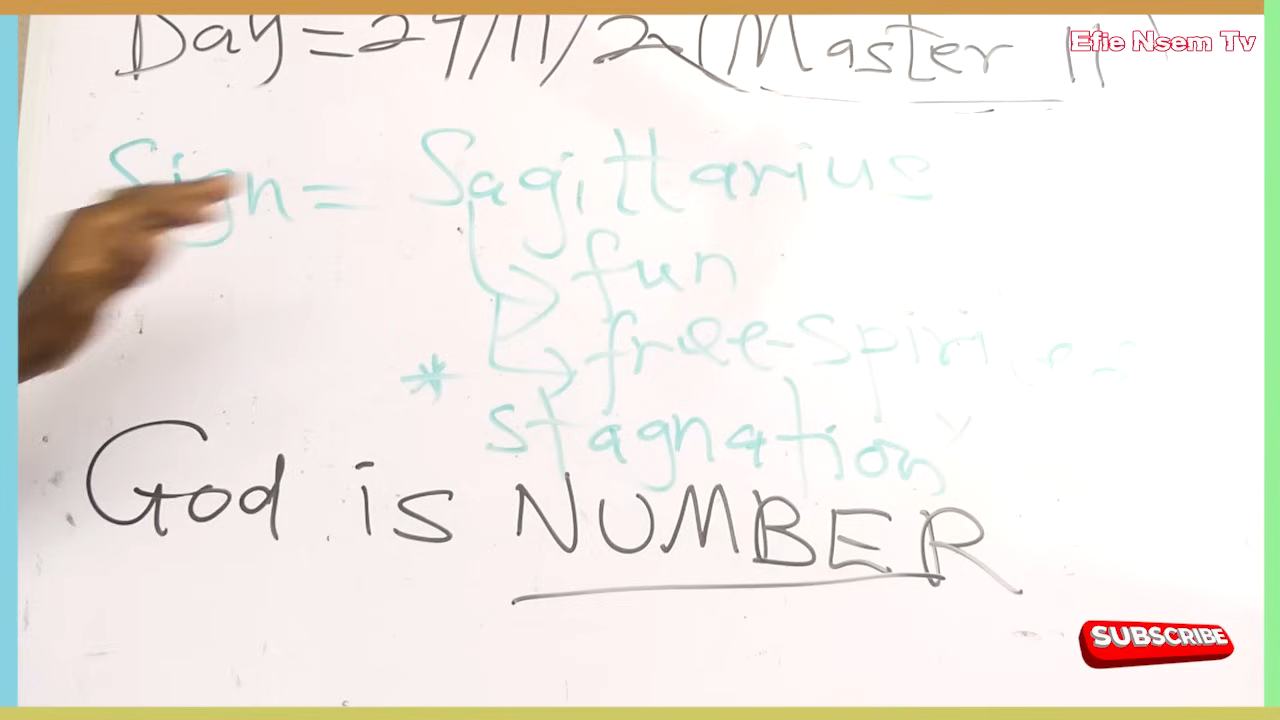 Day=29/11/2 (Master 11)
Efie Nsem Tv
Sign= Sagittarius
fun
free-spirited
* stagnation
God is NUMBER
SUBSCRIBE